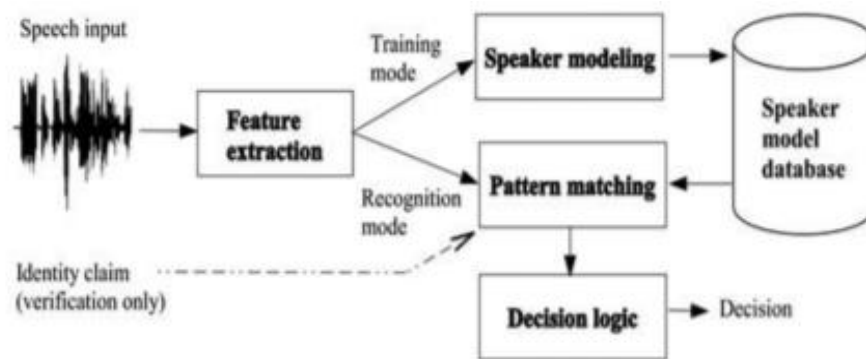 Speech input
Training
mode
Speaker modeling
Feature
extraction
Speaker
model
database
Recognition
mode
Pattern matching
Identity claim
(verification only)
Decision logic
Decision